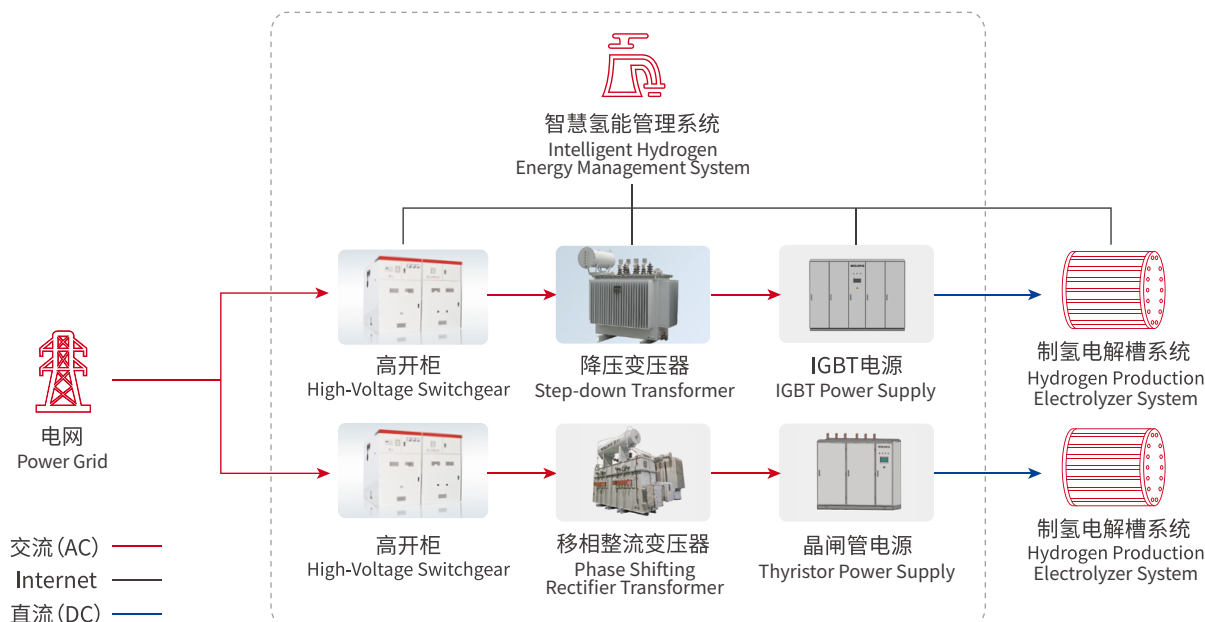 智慧氢能管理系统
Intelligent Hydrogen
Energy Management System
高开柜
High-Voltage Switchgear
降压变压器
Step-down Transformer
IGBT电源
IGBT Power Supply
制氢电解槽系统
Hydrogen Production
Electrolyzer System
电网
Power Grid
高开柜
High-Voltage Switchgear
移相整流变压器
Phase Shifting
Rectifier Transformer
晶闸管电源
Thyristor Power Supply
制氢电解槽系统
Hydrogen Production
Electrolyzer System
交流(AC)
Internet
直流(DC)